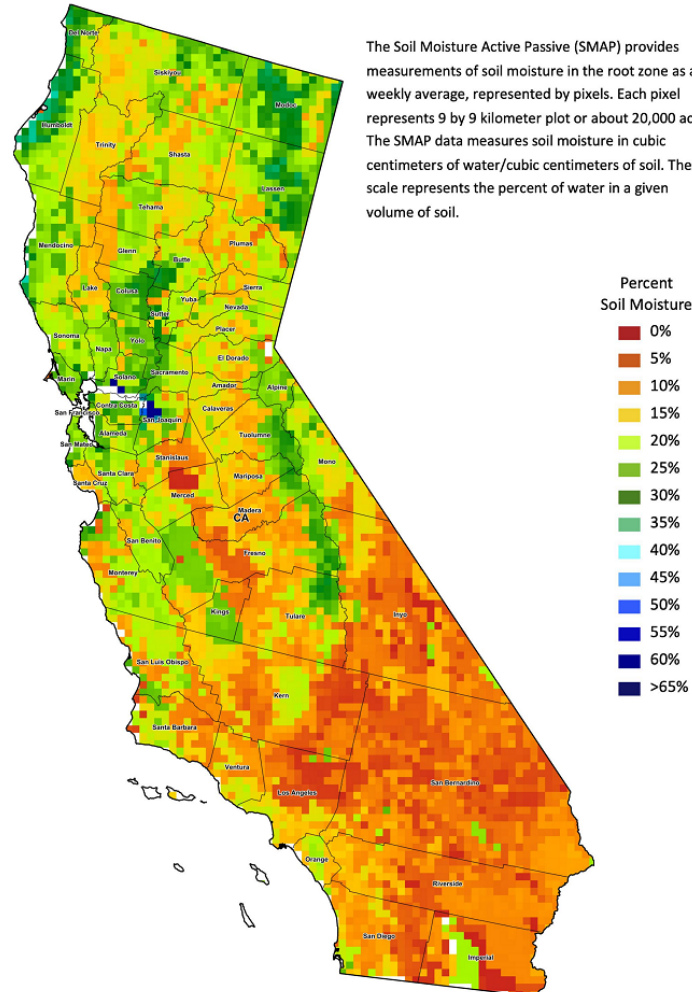 The Soil Moisture Active Passive (SMAP) provides
measurements of soil moisture in the root zone as a
weekly average, represented by pixels. Each pixel
represents 9 by 9 kilometer plot or about 20,000 ac
The SMAP data measures soil moisture in cubic
centimeters of water/cubic centimeters of soil. The
scale represents the percent of water in a given
volume of soil.
Del Norte
Siskiyou
Modoc
Humboldt
Trinity
Shasta
Lassen
Tehama
Mendocino
Glenn
Plumas
Butte
Lake
Colusa
Sierra
Yuba
Nevada
Sutter
Placer
Sonoma
Yolo
Napa
El Dorado
Sacramento
Solano
Marin
Amador
Alpine
Contra Costa
San Francisco
Calaveras
San Joaquin
Alameda
Tuolumne
San Mateo
Stanislaus
Mono
Santa Clara
Mariposa
Santa Cruz
Merced
Madera
CA
San Benito
Fresno
Monterey
Kings
Tulare
Inyo
San Luis Obispo
Kern
Santa Barbara
Ventura
Los Angeles
San Bernardino
Orange
Riverside
San Diego
Imperial
Percent
Soil Moisture
0%
5%
10%
15%
20%
25%
30%
35%
40%
45%
50%
55%
60%
>65%